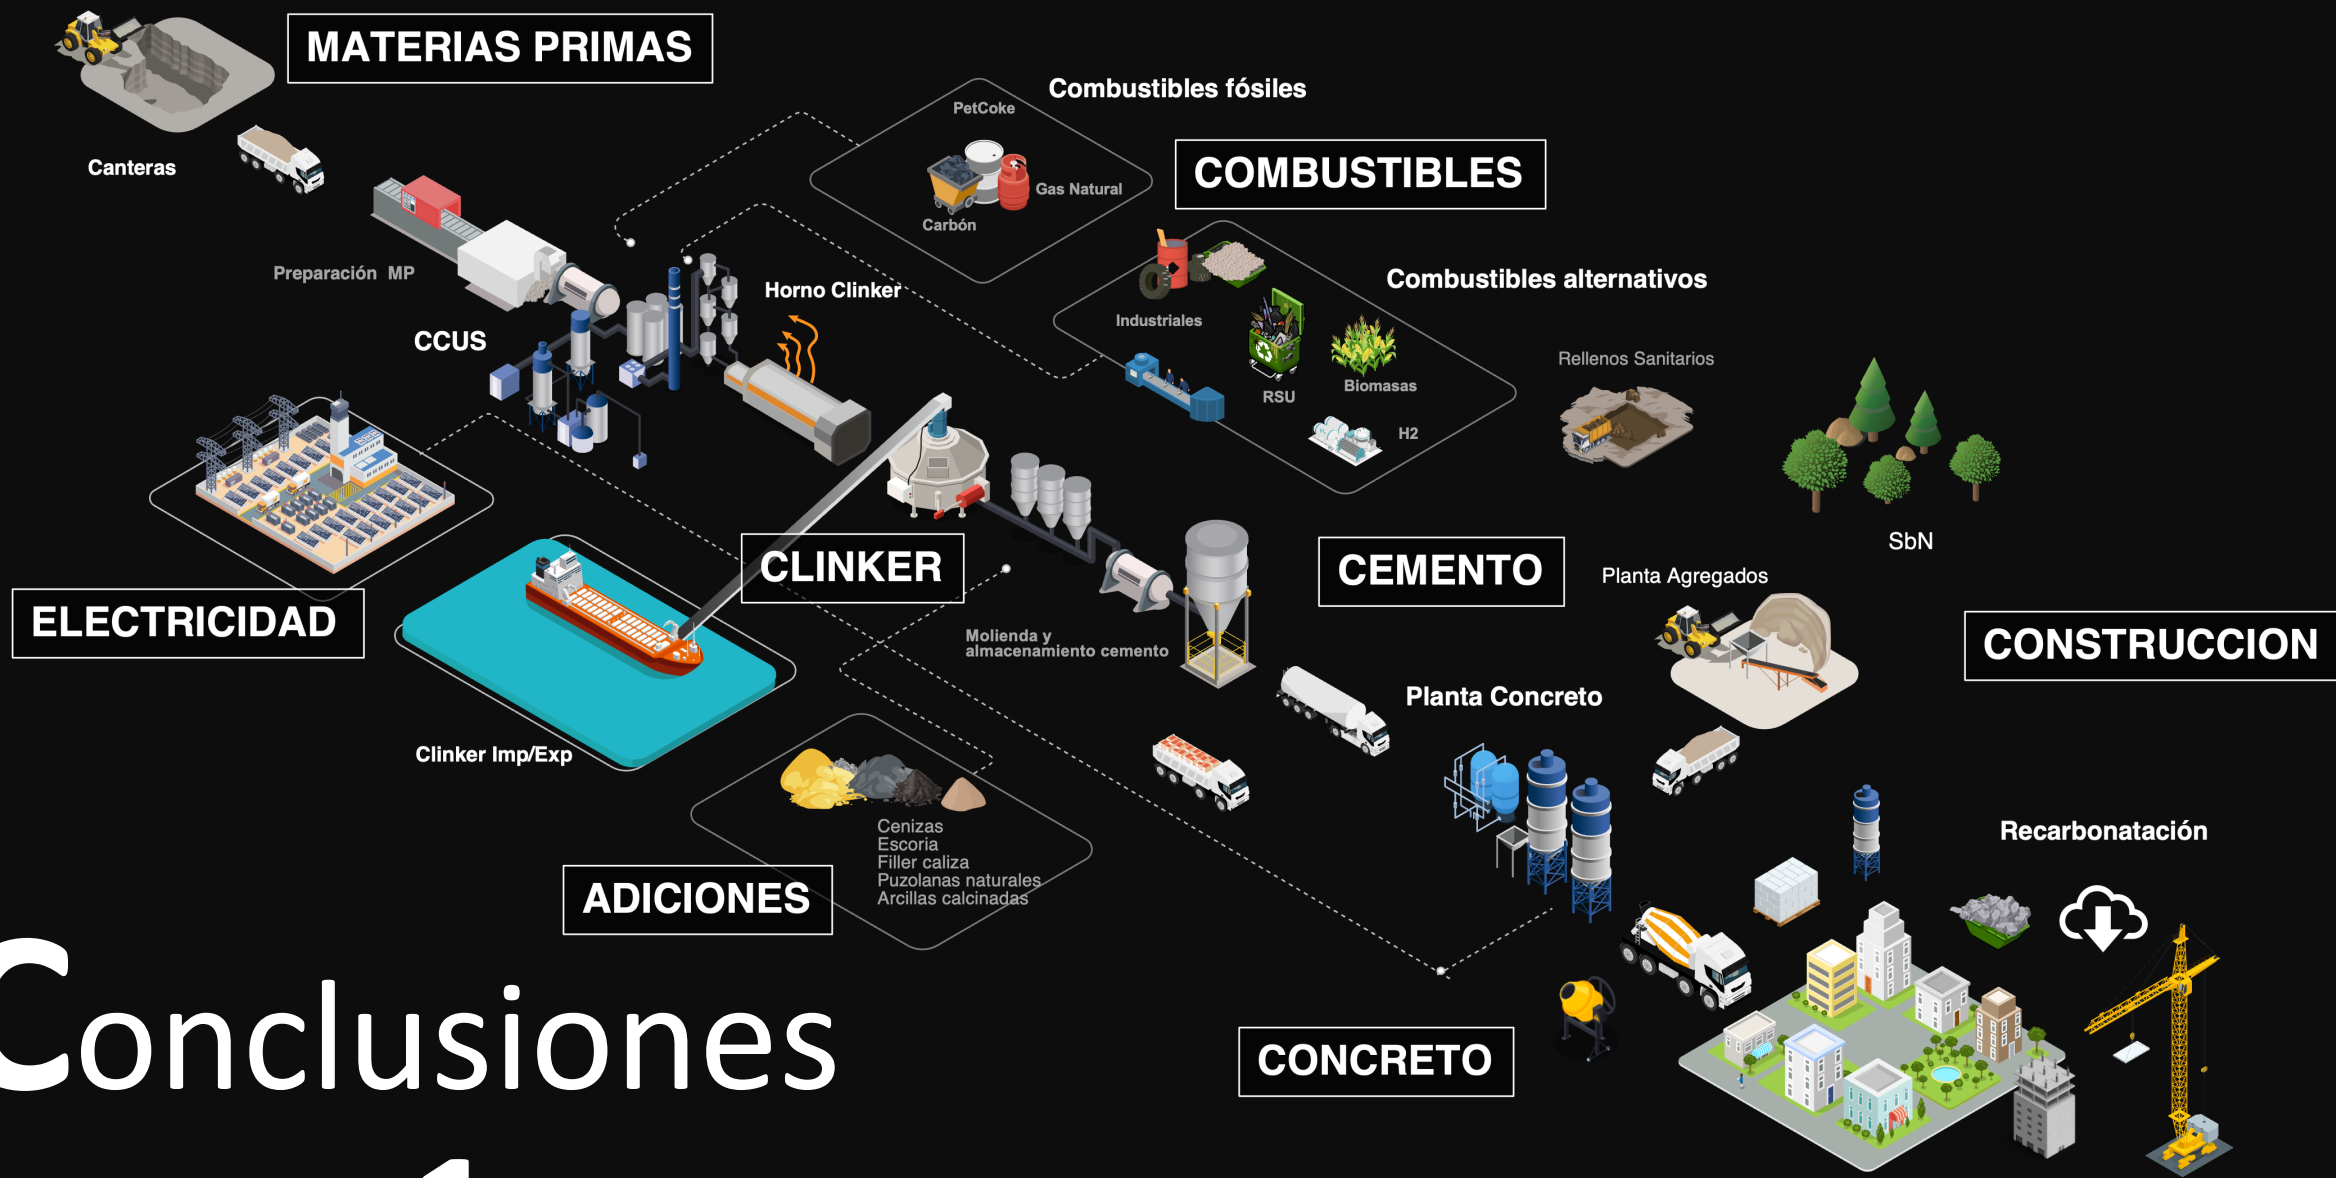 MATERIAS PRIMAS
Canteras
Preparación MP
CCUS
Horno Clinker
Combustibles fósiles
PetCoke
Gas Natural
Carbón
COMBUSTIBLES
Combustibles alternativos
Industriales
RSU
Biomasas
H2
Rellenos Sanitarios
SbN
ELECTRICIDAD
CLINKER
Clinker Imp/Exp
CEMENTO
Molienda y
almacenamiento cemento
Planta Agregados
CONSTRUCCION
Planta Concreto
ADICIONES
Cenizas
Escoria
Filler caliza
Puzolanas naturales
Arcillas calcinadas
Recarbonatación
CONCRETO
Conclusiones